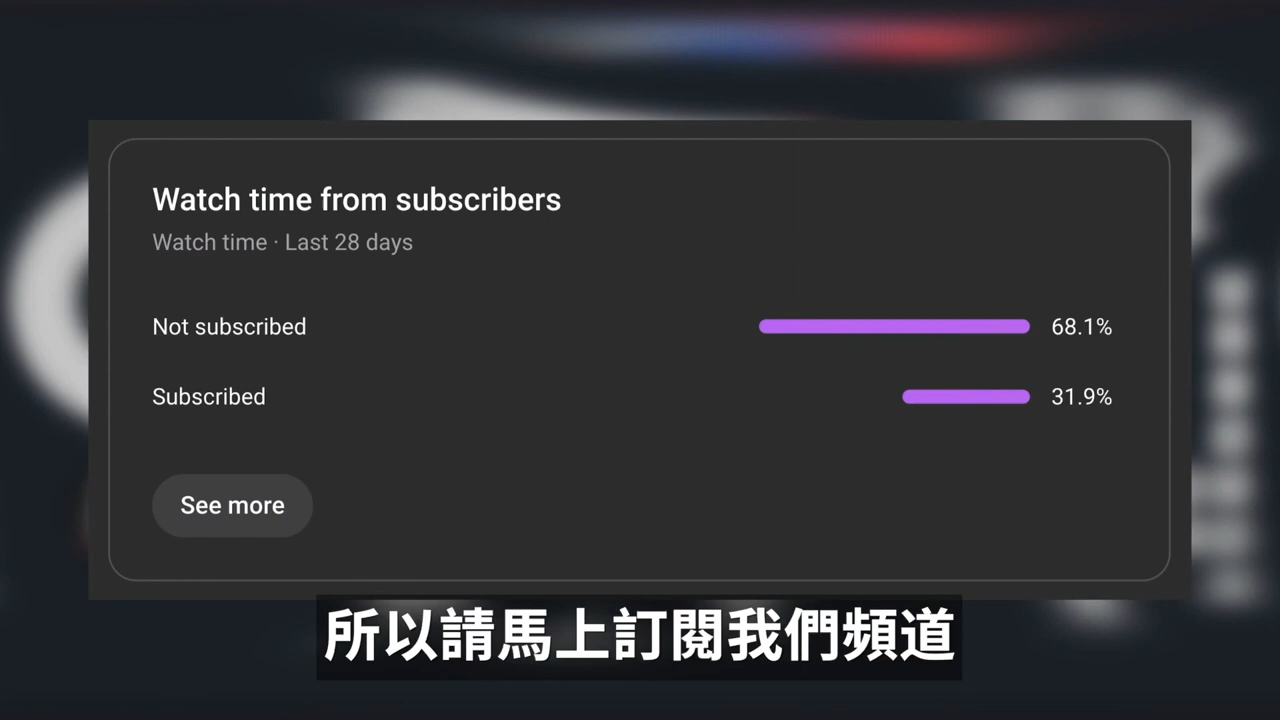 Watch time from subscribers
Watch time · Last 28 days
Not subscribed 68.1%
Subscribed 31.9%
See more
所以請馬上訂閱我們頻道